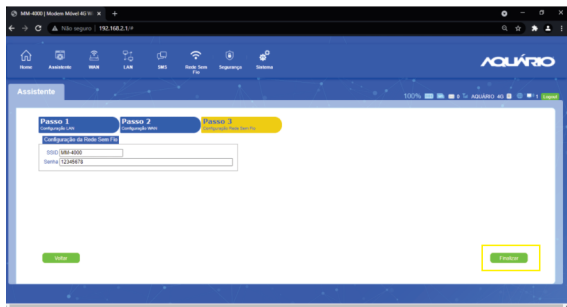 MM-4000 | Modem Móvel 4G Wi
Não seguro | 192.168.2.1/#
Home
Assistente
WAN
LAN
SMS
Rede Sem Fio
Segurança
Sistema
AQUÁRIO
Assistente
100%
AQUÁRIO 4G
Logout
Passo 1
Configuração LAN
Passo 2
Configuração WAN
Passo 3
Configuração Rede Sem Fio
Configuração da Rede Sem Fio
SSID MM-4000
Senha 12345678
Voltar
Finalizar